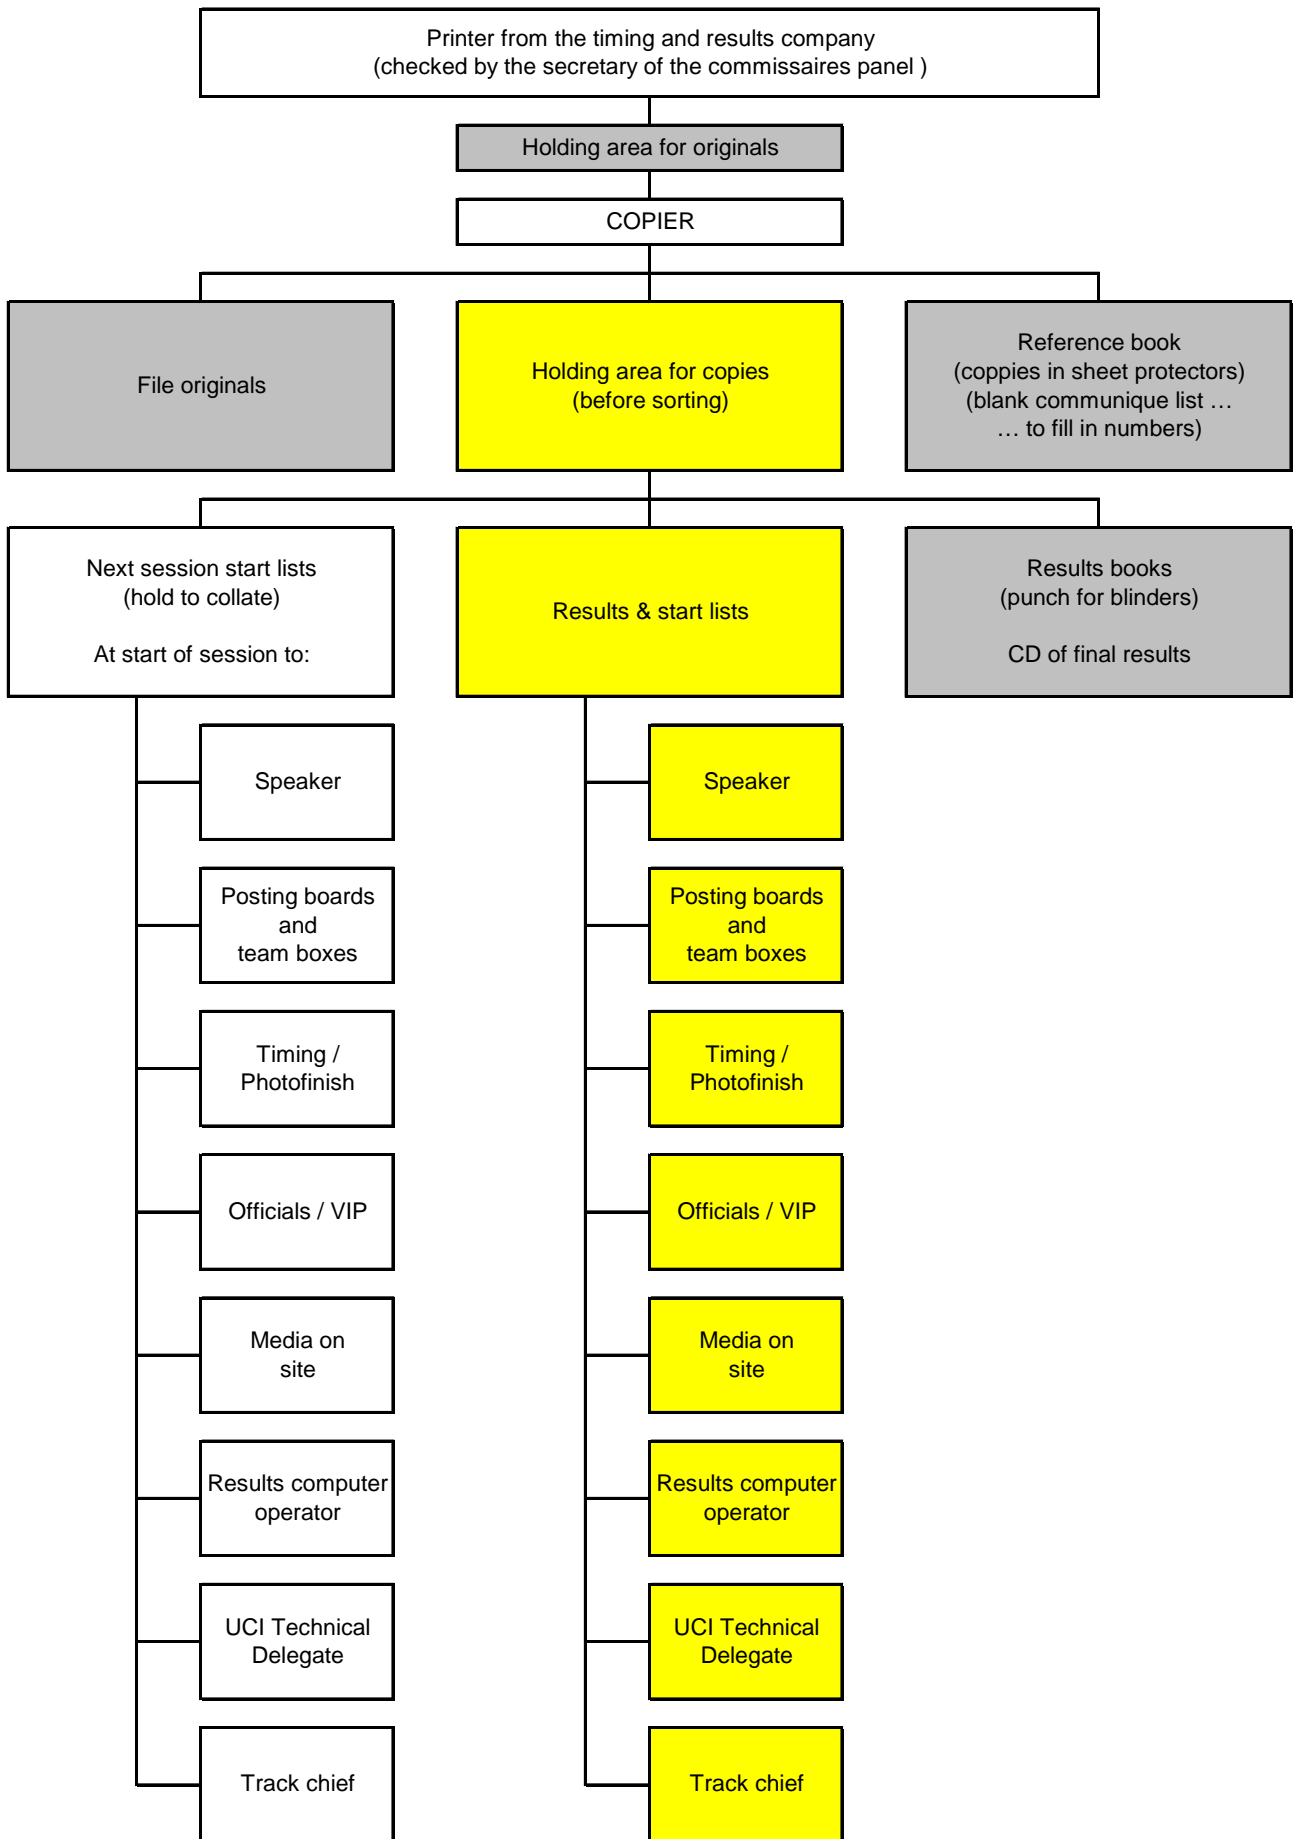 Printer from the timing and results company
(checked by the secretary of the commissaires panel )
Holding area for originals
COPIER
File originals
Holding area for copies
(before sorting)
Reference book
(coppies in sheet protectors)
(blank communique list …
… to fill in numbers)
Next session start lists
(hold to collate)
At start of session to:
Results & start lists
Results books
(punch for blinders)
CD of final results
Speaker
Speaker
Posting boards
and
team boxes
Posting boards
and
team boxes
Timing /
Photofinish
Timing /
Photofinish
Officials / VIP
Officials / VIP
Media on
site
Media on
site
Results computer
operator
Results computer
operator
UCI Technical
Delegate
UCI Technical
Delegate
Track chief
Track chief